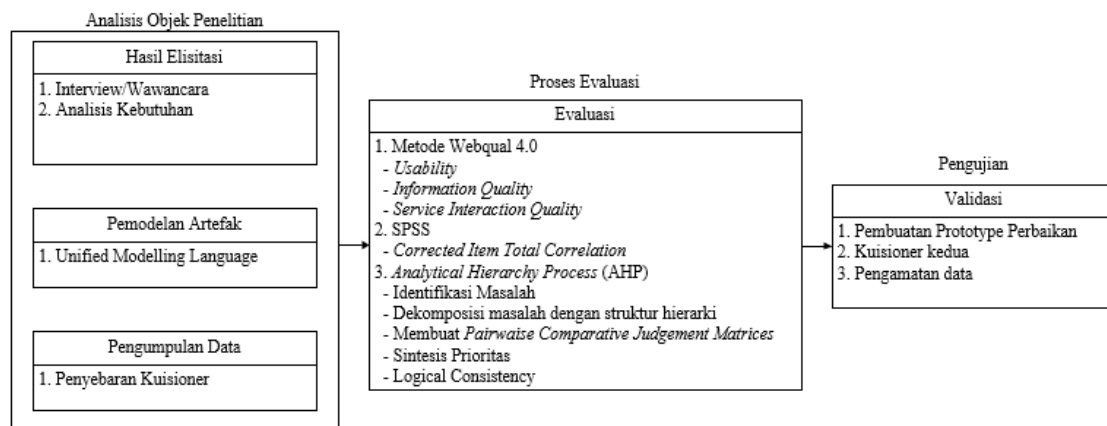 Analisis Objek Penelitian
Hasil Elisitasi
1. Interview/Wawancara
2. Analisis Kebutuhan
Pemodelan Artefak
1. Unified Modelling Language
Pengumpulan Data
1. Penyebaran Kuisioner
Proses Evaluasi
Evaluasi
1. Metode Webqual 4.0
- Usability
- Information Quality
- Service Interaction Quality
2. SPSS
- Corrected Item Total Correlation
3. Analytical Hierarchy Process (AHP)
- Identifikasi Masalah
- Dekomposisi masalah dengan struktur hierarki
- Membuat Pairwaise Comparative Judgement Matrices
- Sintesis Prioritas
- Logical Consistency
Pengujian
Validasi
1. Pembuatan Prototype Perbaikan
2. Kuisioner kedua
3. Pengamatan data